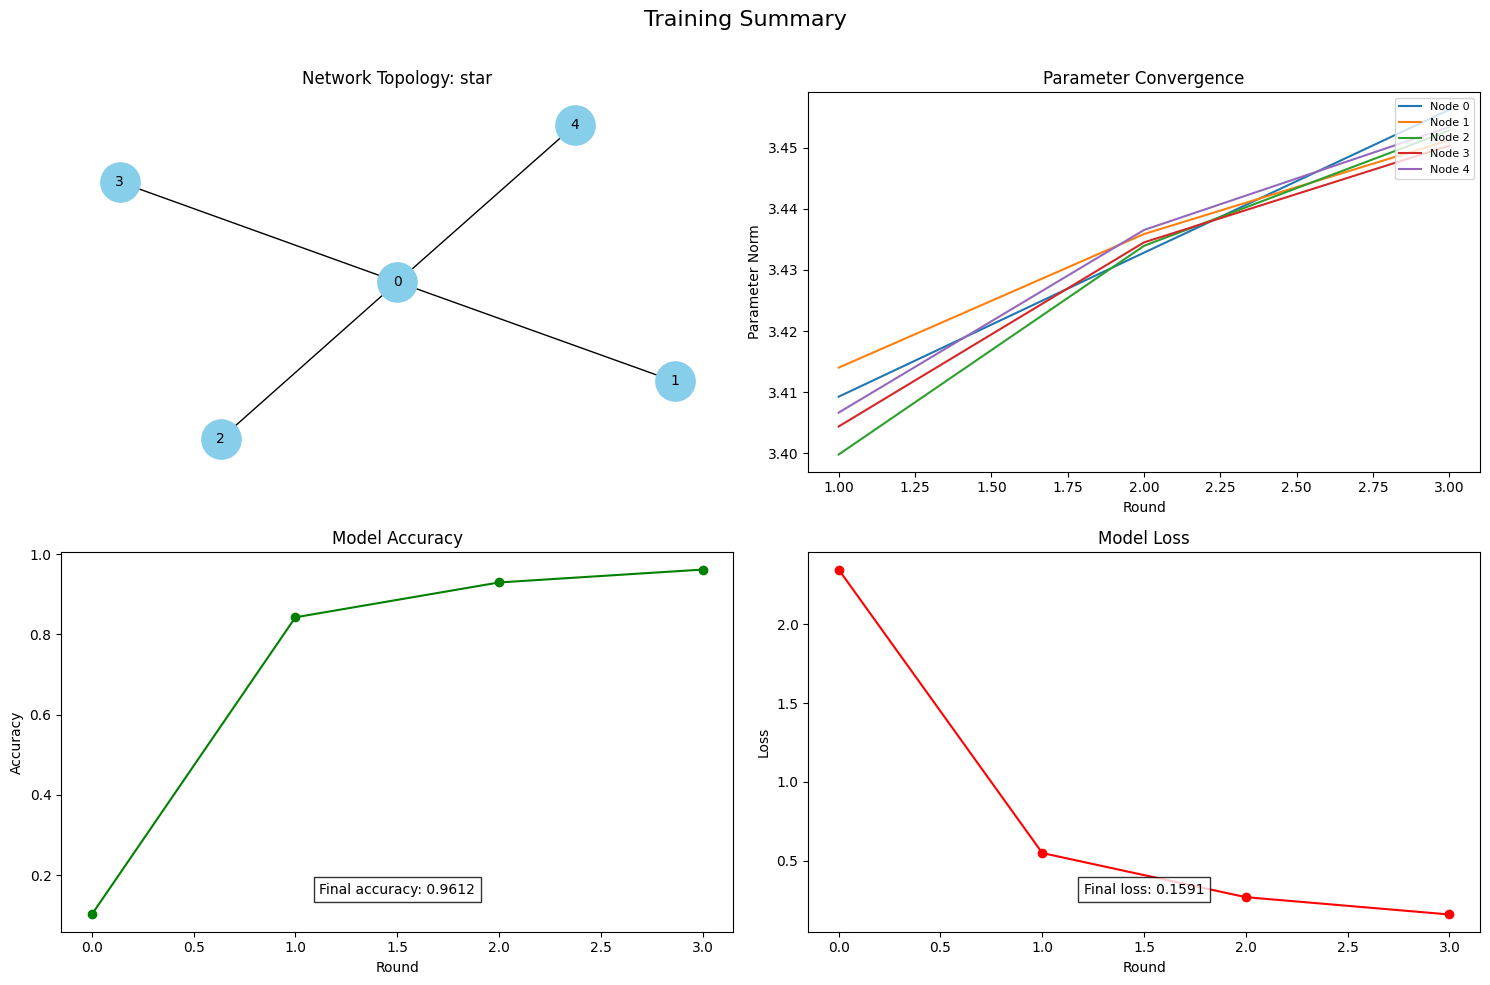 Training Summary
Network Topology: star
4
3
0
1
2
Parameter Convergence
Node 0
Node 1
Node 2
Node 3
Node 4
3.45
3.44
3.43
3.42
3.41
3.40
Parameter Norm
1.00 1.25 1.50 1.75 2.00 2.25 2.50 2.75 3.00
Round
Model Accuracy
1.0
0.8
0.6
0.4
0.2
Accuracy
Final accuracy: 0.9612
0.0 0.5 1.0 1.5 2.0 2.5 3.0
Round
Model Loss
2.0
1.5
1.0
0.5
Loss
Final loss: 0.1591
0.0 0.5 1.0 1.5 2.0 2.5 3.0
Round